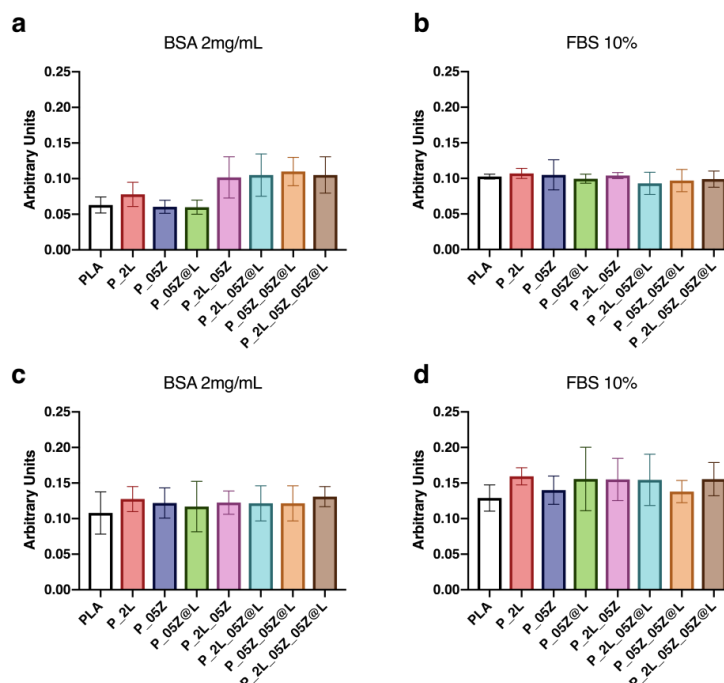 a
BSA 2mg/mL
Arbitrary Units
0.25
0.20
0.15
0.10
0.05
0.00
PLA
P_2L
P_05Z
P_05Z@L
P_2L_05Z
P_2L_05Z@L
P_05Z_05Z@L
P_2L_05Z_05Z@L
b
FBS 10%
Arbitrary Units
0.25
0.20
0.15
0.10
0.05
0.00
PLA
P_2L
P_05Z
P_05Z@L
P_2L_05Z
P_2L_05Z@L
P_05Z_05Z@L
P_2L_05Z_05Z@L
c
BSA 2mg/mL
Arbitrary Units
0.25
0.20
0.15
0.10
0.05
0.00
PLA
P_2L
P_05Z
P_05Z@L
P_2L_05Z
P_2L_05Z@L
P_05Z_05Z@L
P_2L_05Z_05Z@L
d
FBS 10%
Arbitrary Units
0.25
0.20
0.15
0.10
0.05
0.00
PLA
P_2L
P_05Z
P_05Z@L
P_2L_05Z
P_2L_05Z@L
P_05Z_05Z@L
P_2L_05Z_05Z@L